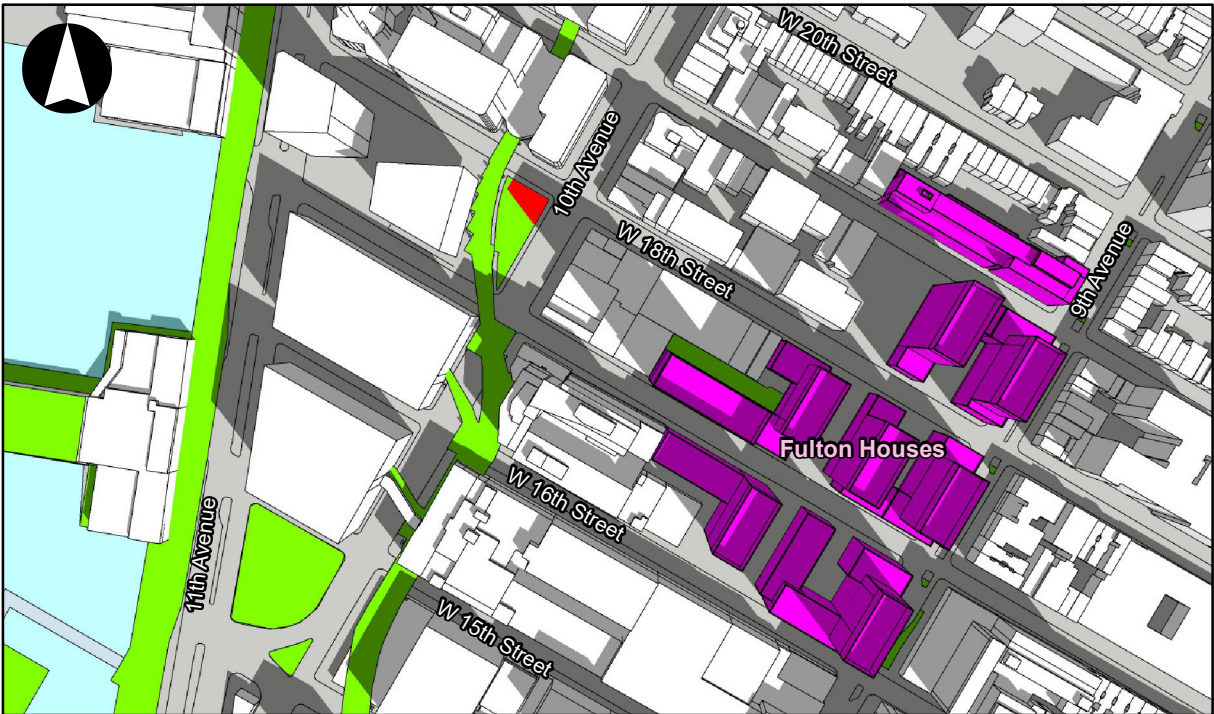 W 20th Street
10th Avenue
W 18th Street
9th Avenue
Fulton Houses
W 16th Street
11th Avenue
W 15th Street